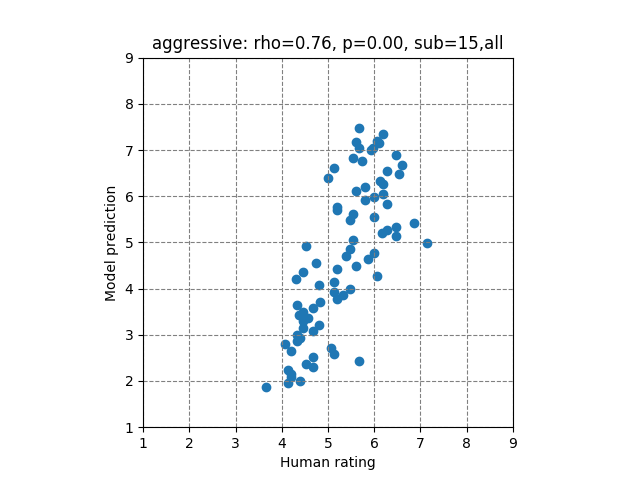 aggressive: rho=0.76, p=0.00, sub=15,all
9
8
7
6
5
4
3
2
1
Model prediction
1 2 3 4 5 6 7 8 9
Human rating